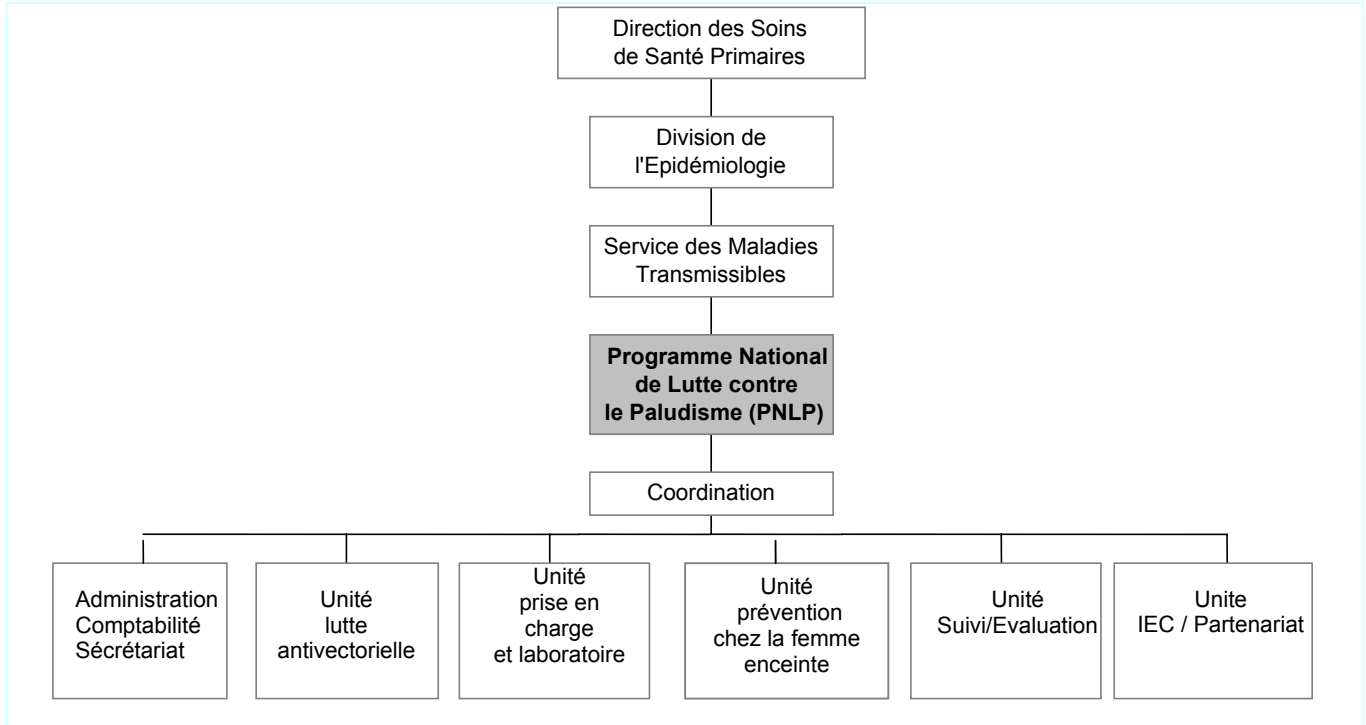 Direction des Soins
de Santé Primaires
Division de
l'Epidémiologie
Service des Maladies
Transmissibles
Programme National
de Lutte contre
le Paludisme (PNLP)
Coordination
Administration
Comptabilité
Sécrétariat
Unité
lutte
antivectorielle
Unité
prise en
charge
et laboratoire
Unité
prévention
chez la femme
enceinte
Unité
Suivi/Evaluation
Unite
IEC / Partenariat